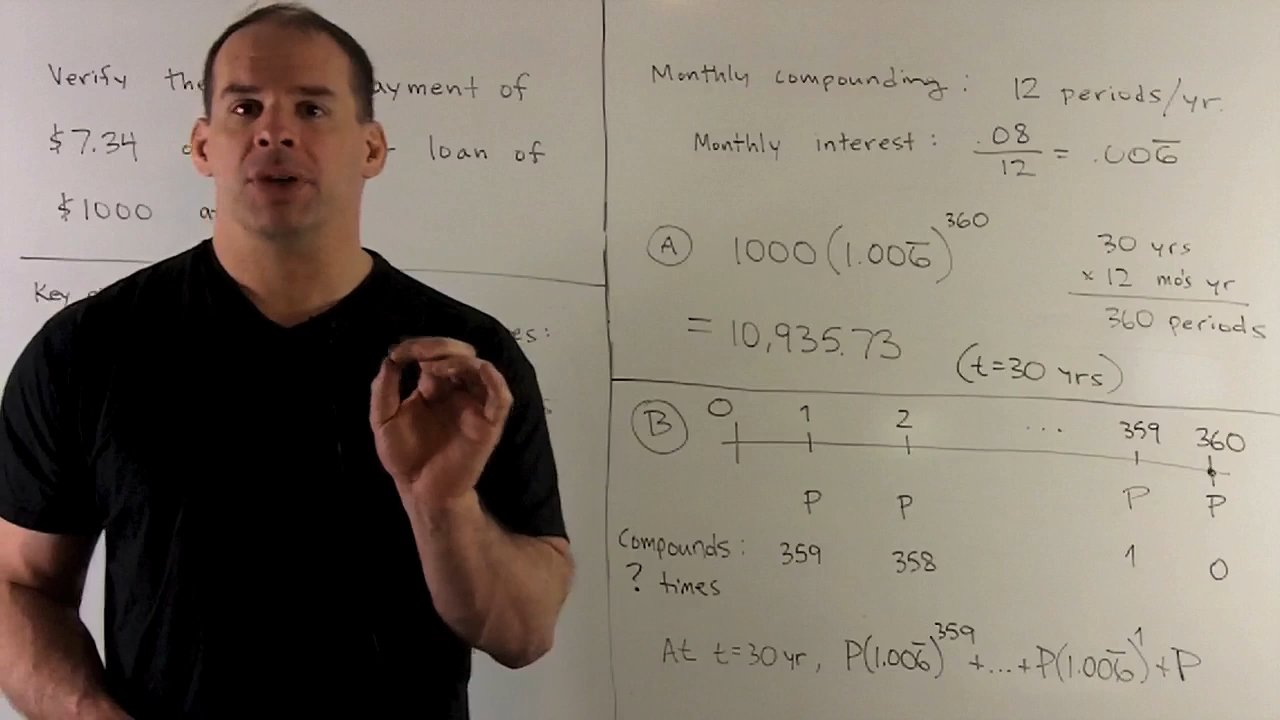 Verify the ayment of
$7.34 loan of
$1000 a
Key
es:
Monthly compounding: 12 periods/yr.
Monthly interest: .08/12 = .006̅
A 1000(1.006̅)^360
30 yrs
x 12 mo's yr
360 periods
= 10,935.73 (t=30 yrs)
B 0 1 2 ... 359 360
P P P P
Compounds: 359 358 1 0
? times
At t=30yr, P(1.006̅)^359 +...+P(1.006̅)^1 +P